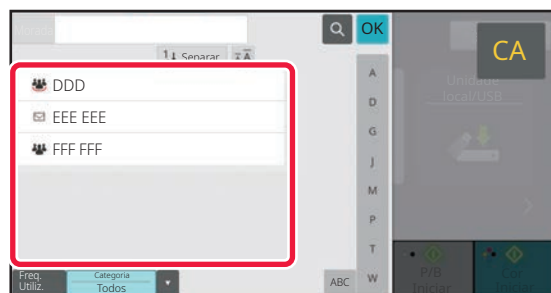 Morada
OK
CA
1↓ Separar
DDD
EEE EEE
FFF FFF
A
D
G
J
M
P
T
W
Unidade
local/USB
Freq.
Utiliz.
Categoria
Todos
ABC
P/B
Iniciar
Cor
Iniciar